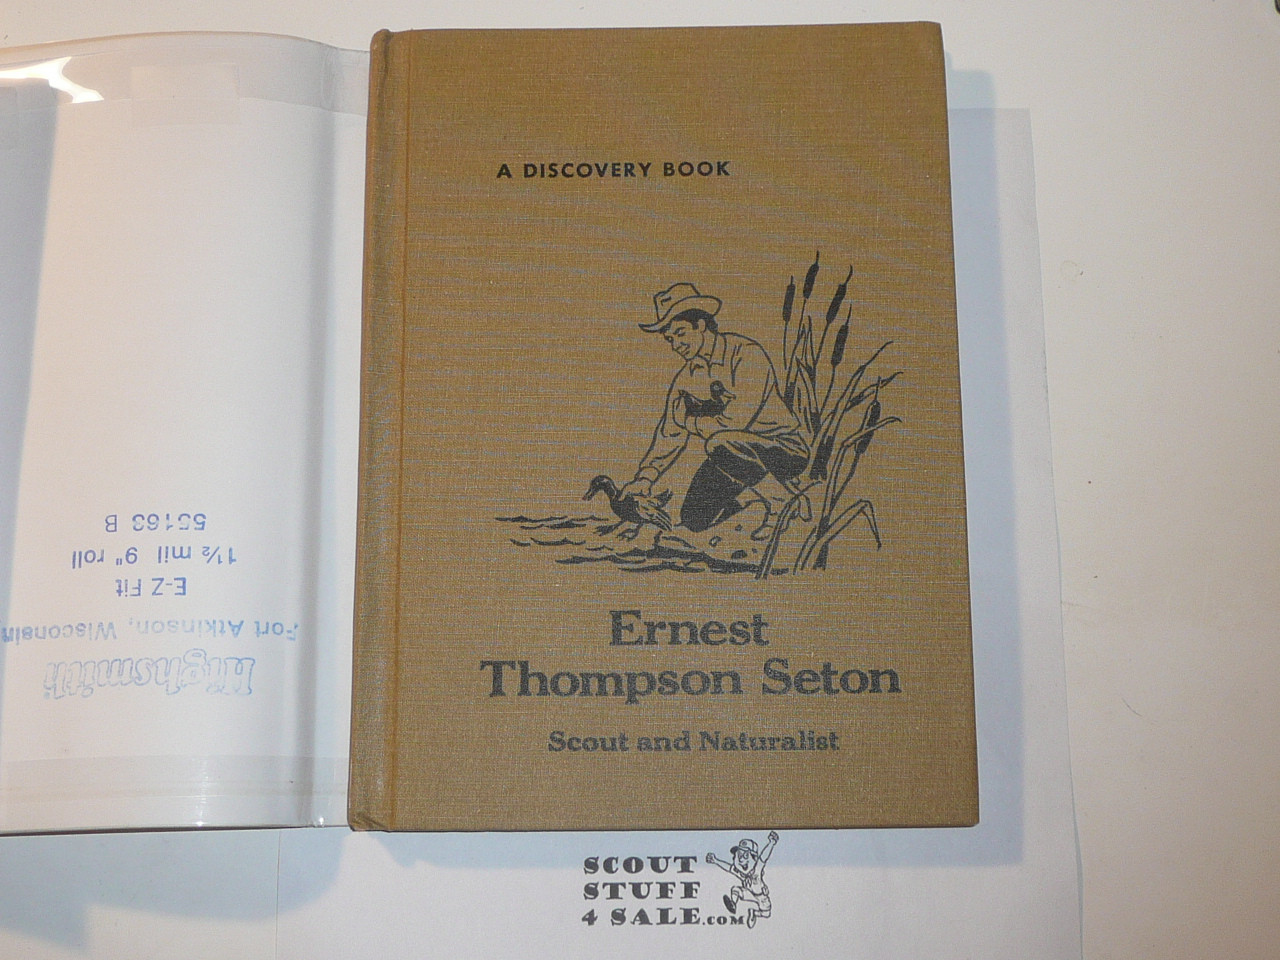 A DISCOVERY BOOK
Ernest
Thompson Seton
Scout and Naturalist
Highsmith
Fort Atkinson, Wisconsin
E-Z Fit
1½ mil 9" roll
55163 B
SCOUT
STUFF
4 SALE.COM